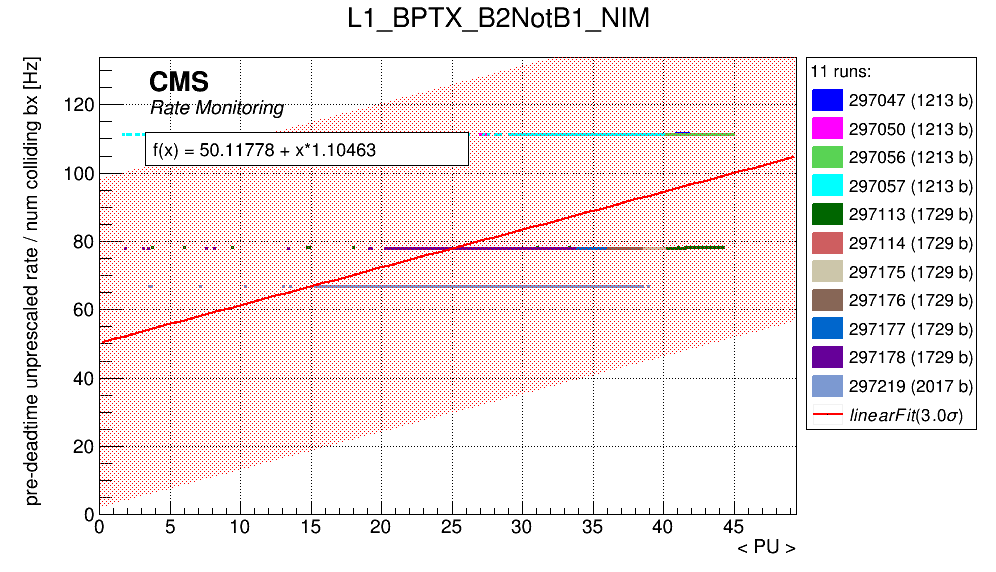 L1_BPTX_B2NotB1_NIM
pre-deadtime unprescaled rate / num colliding bx [Hz]
CMS
Rate Monitoring
f(x) = 50.11778 + x*1.10463
120
100
80
60
40
20
0
0 5 10 15 20 25 30 35 40 45
< PU >
11 runs:
297047 (1213 b)
297050 (1213 b)
297056 (1213 b)
297057 (1213 b)
297113 (1729 b)
297114 (1729 b)
297175 (1729 b)
297176 (1729 b)
297177 (1729 b)
297178 (1729 b)
297219 (2017 b)
linearFit(3.0σ)